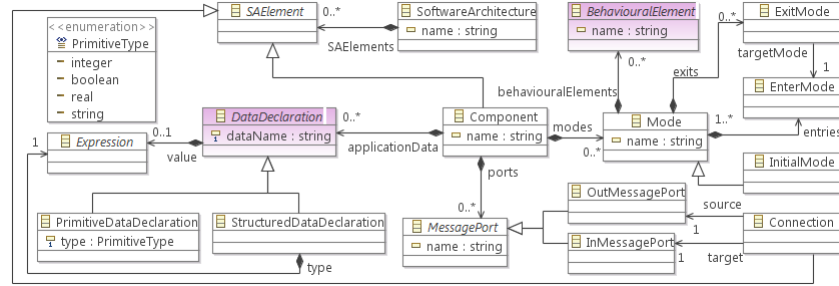 SAElement
0..*
SoftwareArchitecture
name : string
SAElements
BehaviouralElement
name : string
0..*
behaviouralElements
ExitMode
0..*
exits
targetMode
1
EnterMode
1..*
entries
<<enumeration>>
PrimitiveType
integer
boolean
real
string
DataDeclaration
dataName : string
0..*
applicationData
Component
name : string
modes
0..*
Mode
name : string
InitialMode
1
Expression
0..1
value
ports
0..*
PrimitiveDataDeclaration
type : PrimitiveType
StructuredDataDeclaration
type
MessagePort
name : string
OutMessagePort
source
1
InMessagePort
1
target
Connection